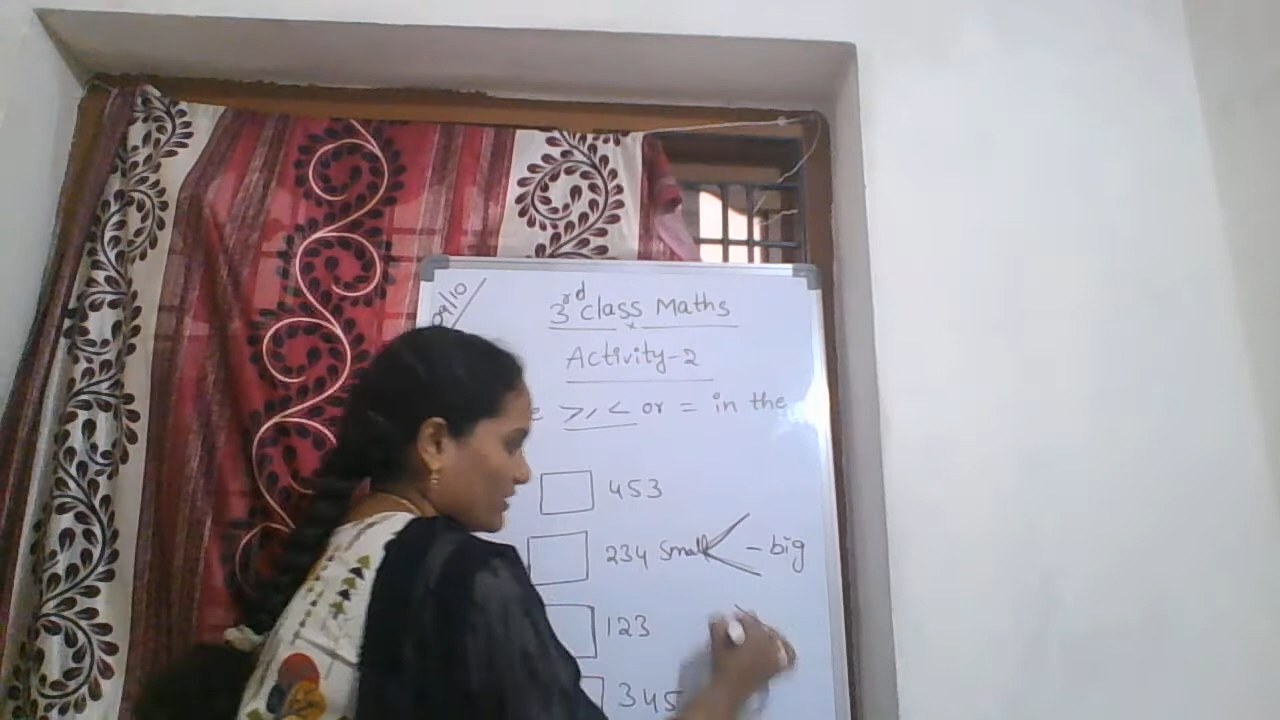 09/10
3rd class Maths
Activity-2
>, < or = in the
453
234 small < - big
123
345